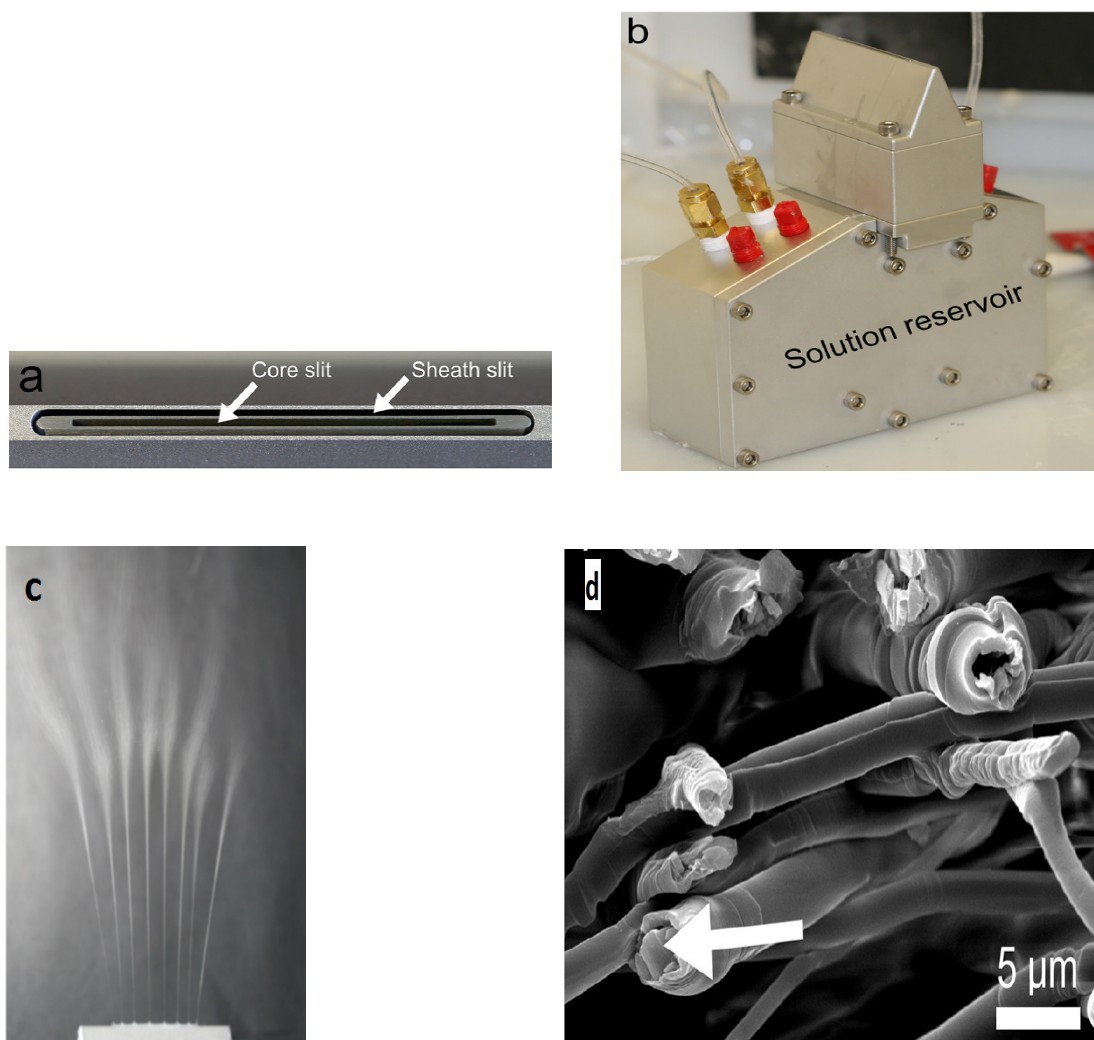 b
a
Core slit
Sheath slit
Solution reservoir
c
d
5 µm